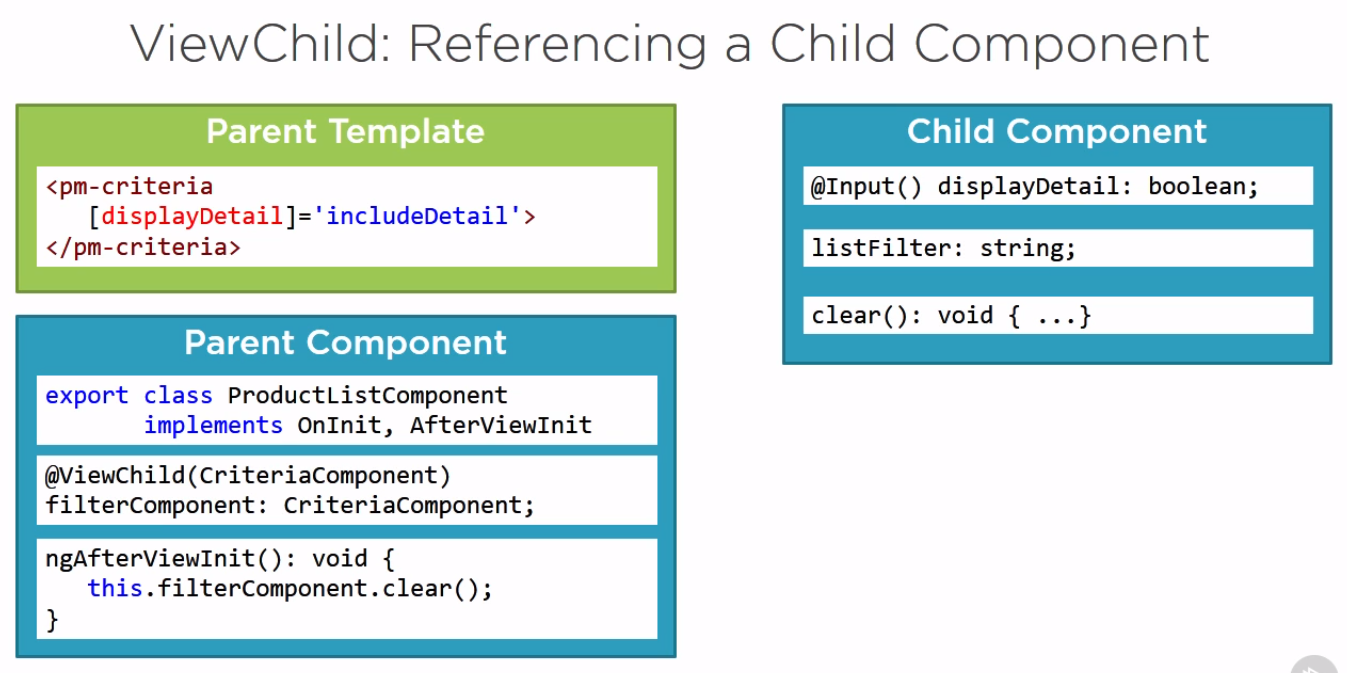 ViewChild: Referencing a Child Component
Parent Template
<pm-criteria
[displayDetail]='includeDetail'>
</pm-criteria>
Parent Component
export class ProductListComponent
implements OnInit, AfterViewInit
@ViewChild(CriteriaComponent)
filterComponent: CriteriaComponent;
ngAfterViewInit(): void {
this.filterComponent.clear();
}
Child Component
@Input() displayDetail: boolean;
listFilter: string;
clear(): void { ...}